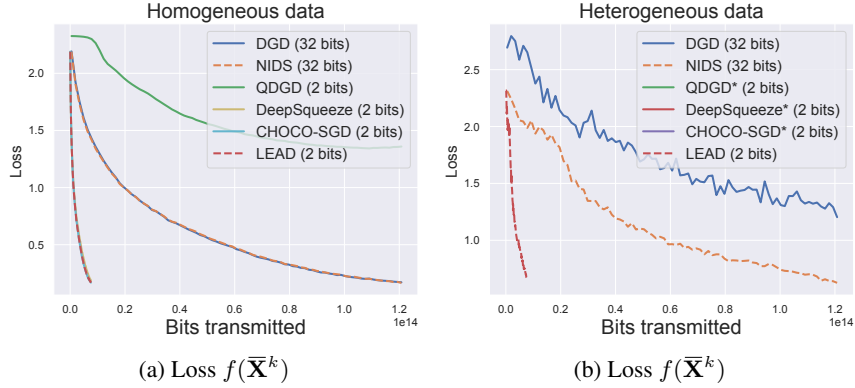 Homogeneous data
Loss
2.0
1.5
1.0
0.5
DGD (32 bits)
NIDS (32 bits)
QDGD (2 bits)
DeepSqueeze (2 bits)
CHOCO-SGD (2 bits)
LEAD (2 bits)
0.0 0.2 0.4 0.6 0.8 1.0 1.2
1e14
Bits transmitted
(a) Loss f(X̅^k)
Heterogeneous data
Loss
2.5
2.0
1.5
1.0
DGD (32 bits)
NIDS (32 bits)
QDGD* (2 bits)
DeepSqueeze* (2 bits)
CHOCO-SGD* (2 bits)
LEAD (2 bits)
0.0 0.2 0.4 0.6 0.8 1.0 1.2
1e14
Bits transmitted
(b) Loss f(X̅^k)